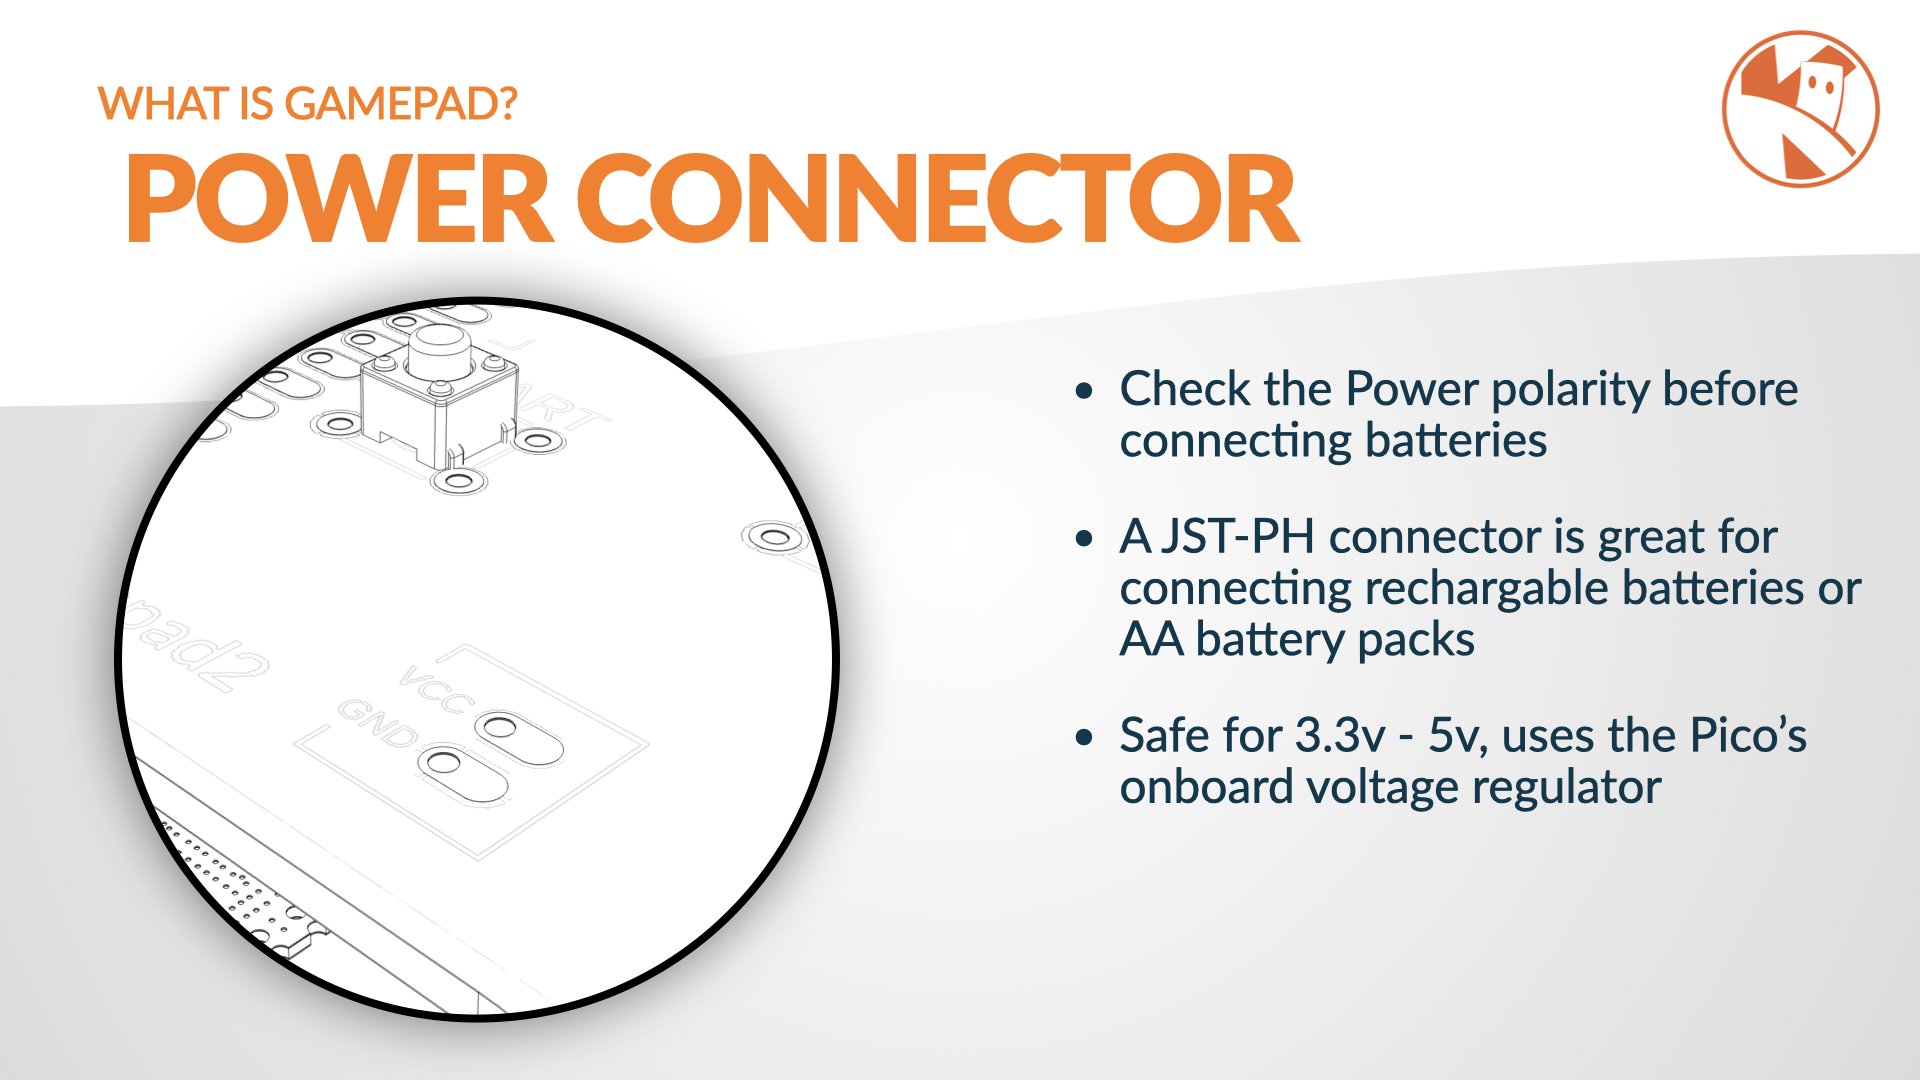 WHAT IS GAMEPAD?
POWER CONNECTOR
ART
pad2
VCC
GND
• Check the Power polarity before
connecting batteries
• A JST-PH connector is great for
connecting rechargable batteries or
AA battery packs
• Safe for 3.3v - 5v, uses the Pico’s
onboard voltage regulator